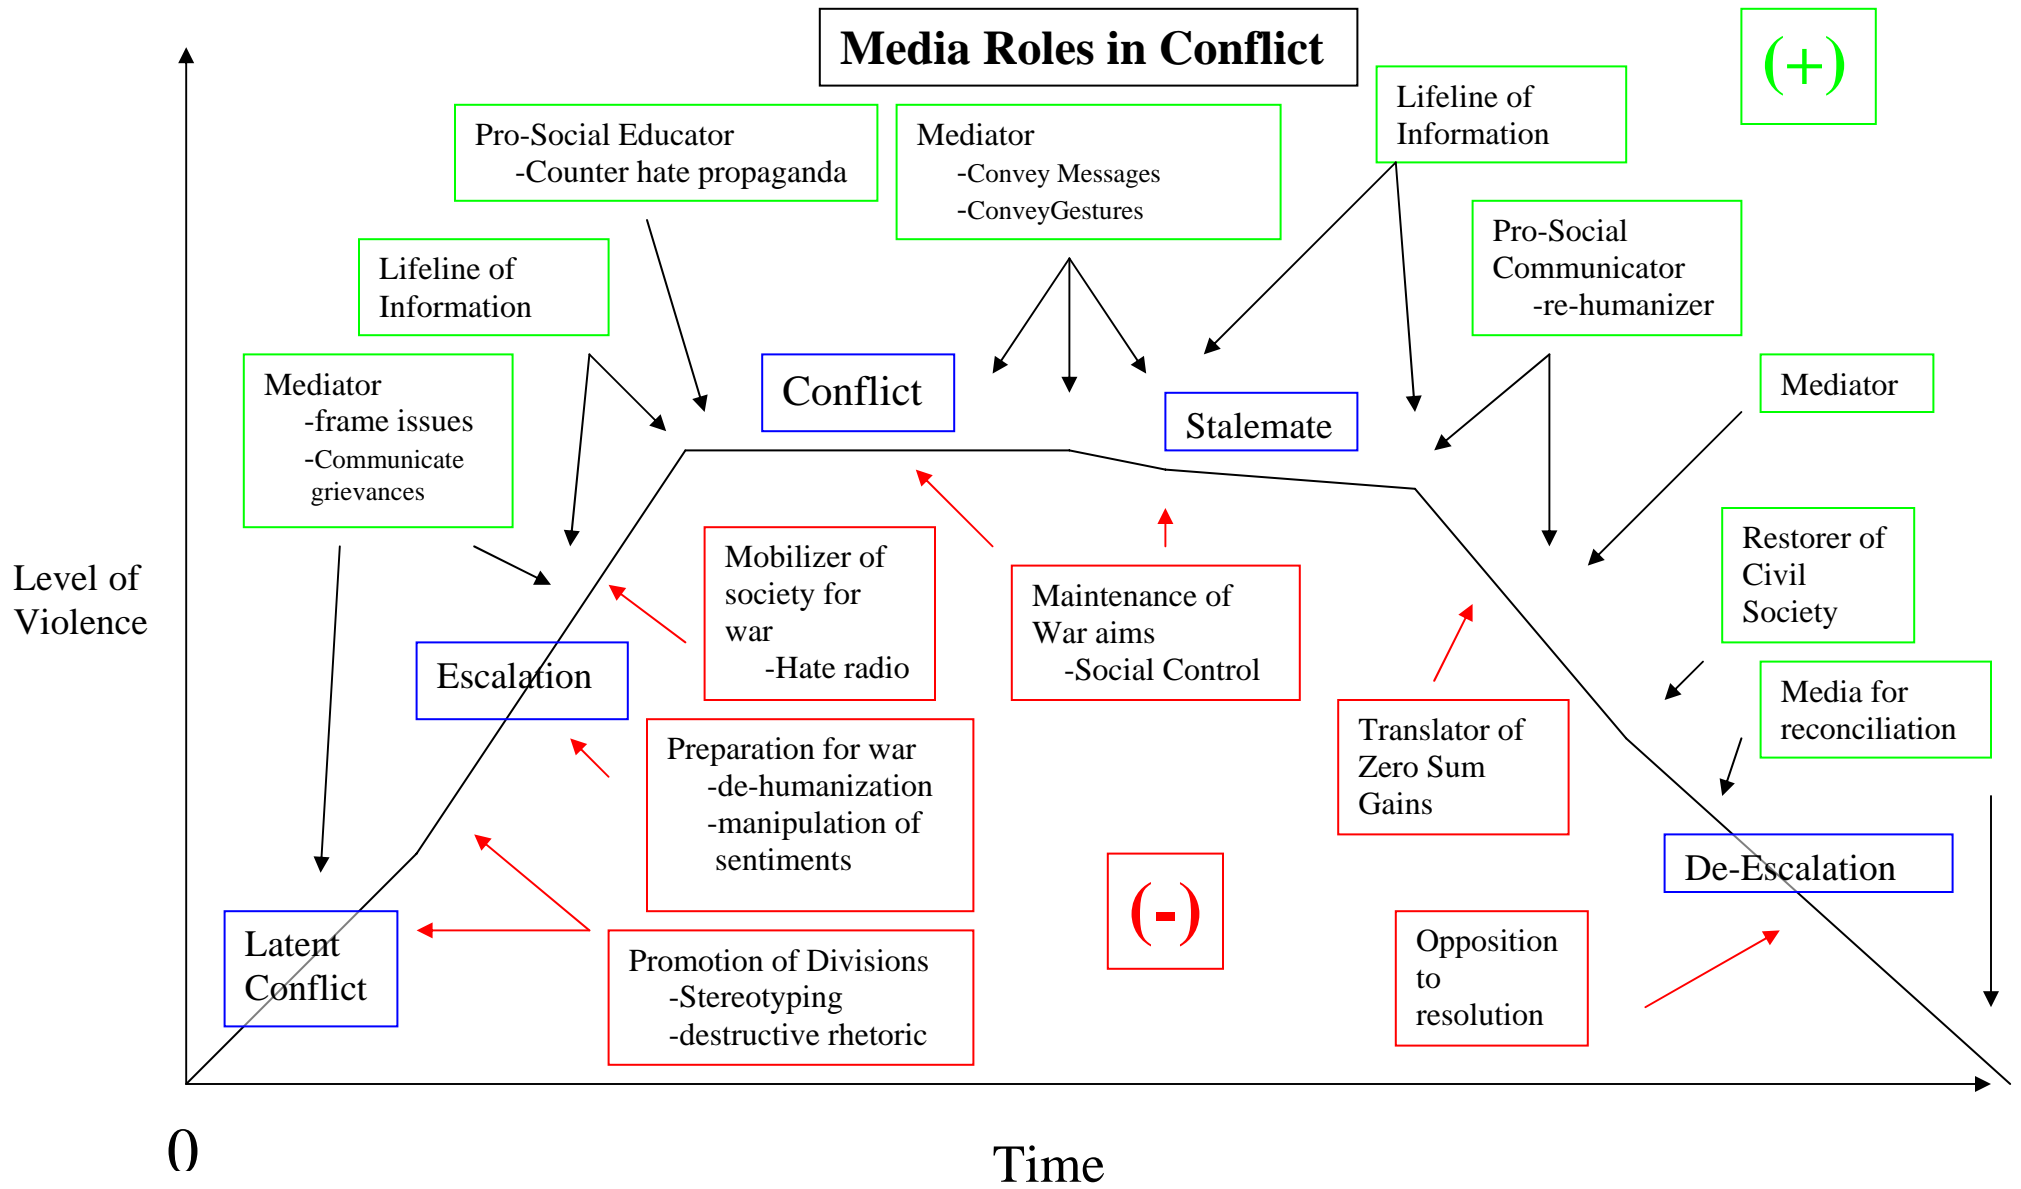 Media Roles in Conflict
(+)
Lifeline of
Information
Pro-Social Educator
-Counter hate propaganda
Mediator
-Convey Messages
-ConveyGestures
Pro-Social
Communicator
-re-humanizer
Lifeline of
Information
Mediator
-frame issues
-Communicate
grievances
Conflict
Stalemate
Mediator
Level of
Violence
Mobilizer of
society for
war
-Hate radio
Maintenance of
War aims
-Social Control
Restorer of
Civil
Society
Escalation
Preparation for war
-de-humanization
-manipulation of
sentiments
Translator of
Zero Sum
Gains
Media for
reconciliation
De-Escalation
(-)
Latent
Conflict
Promotion of Divisions
-Stereotyping
-destructive rhetoric
Opposition
to
resolution
0
Time